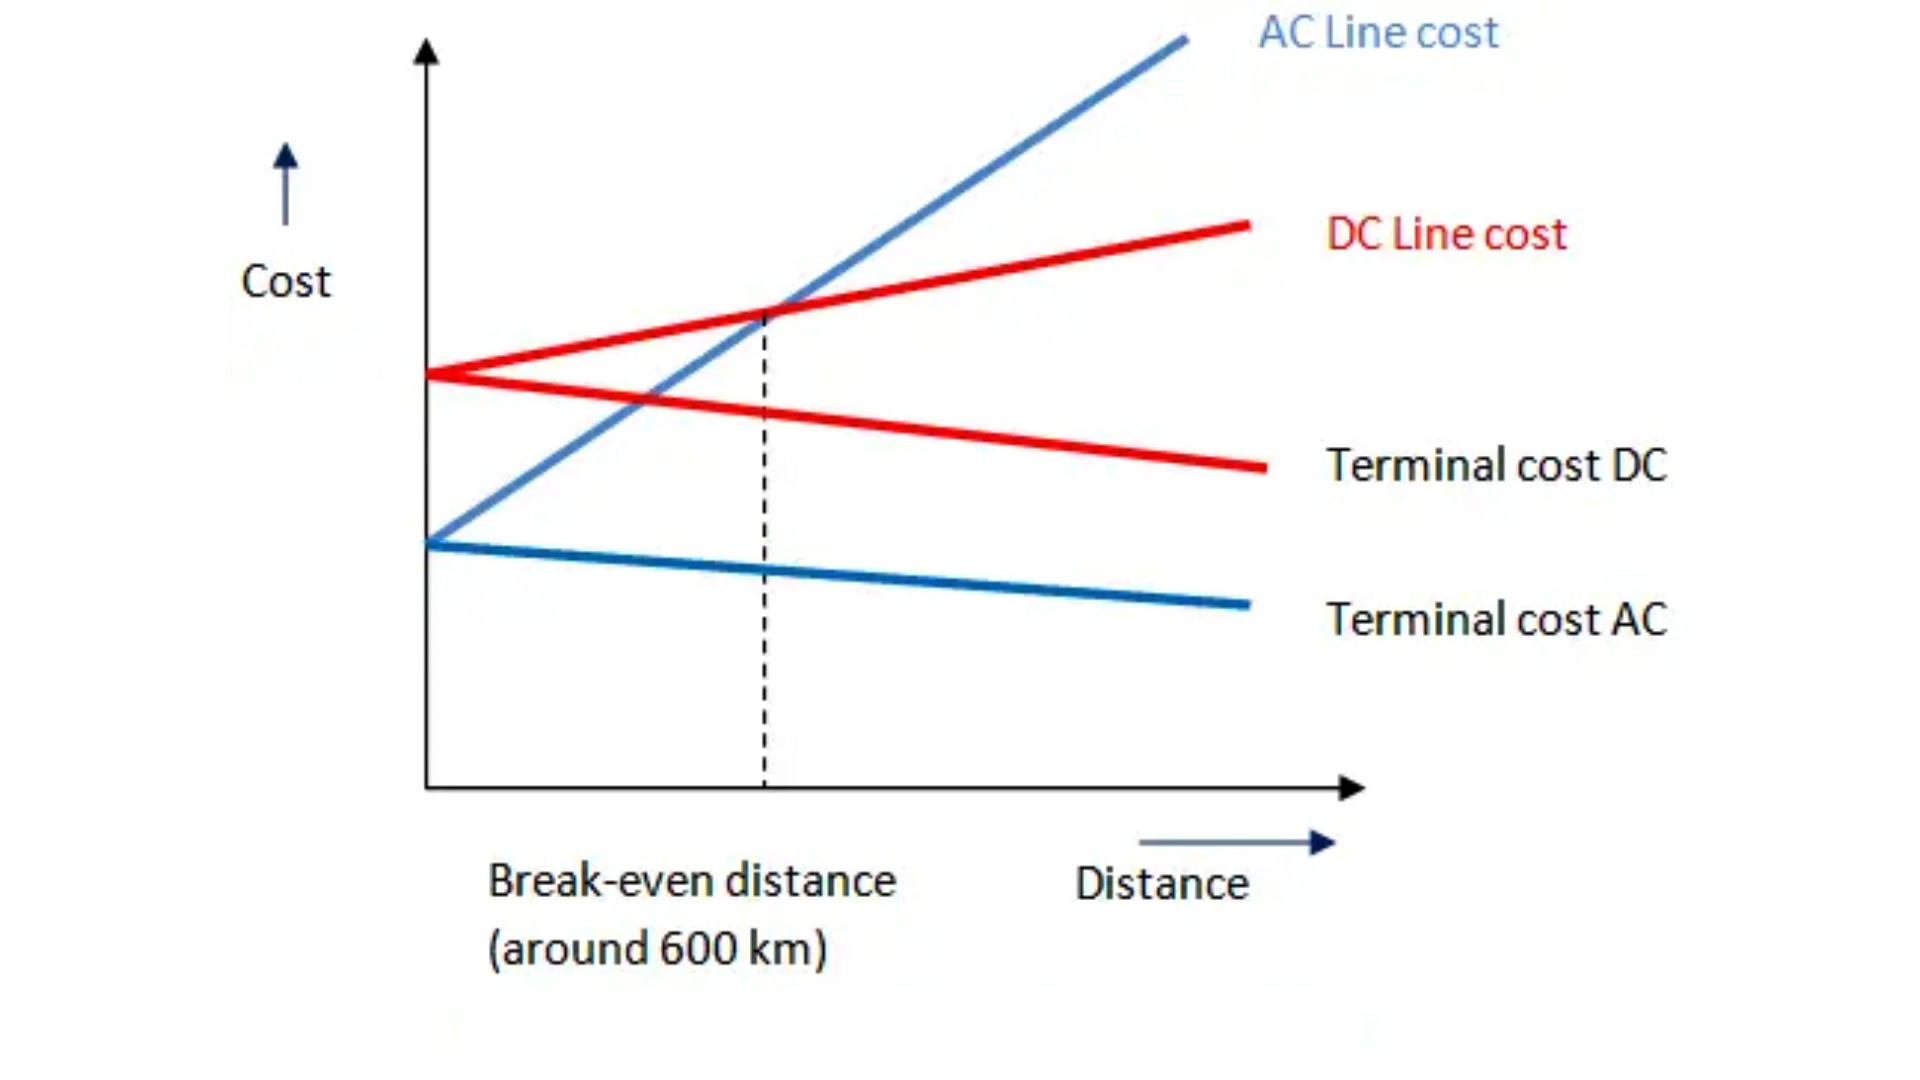 AC Line cost
DC Line cost
Cost
Terminal cost DC
Terminal cost AC
Break-even distance
(around 600 km)
Distance